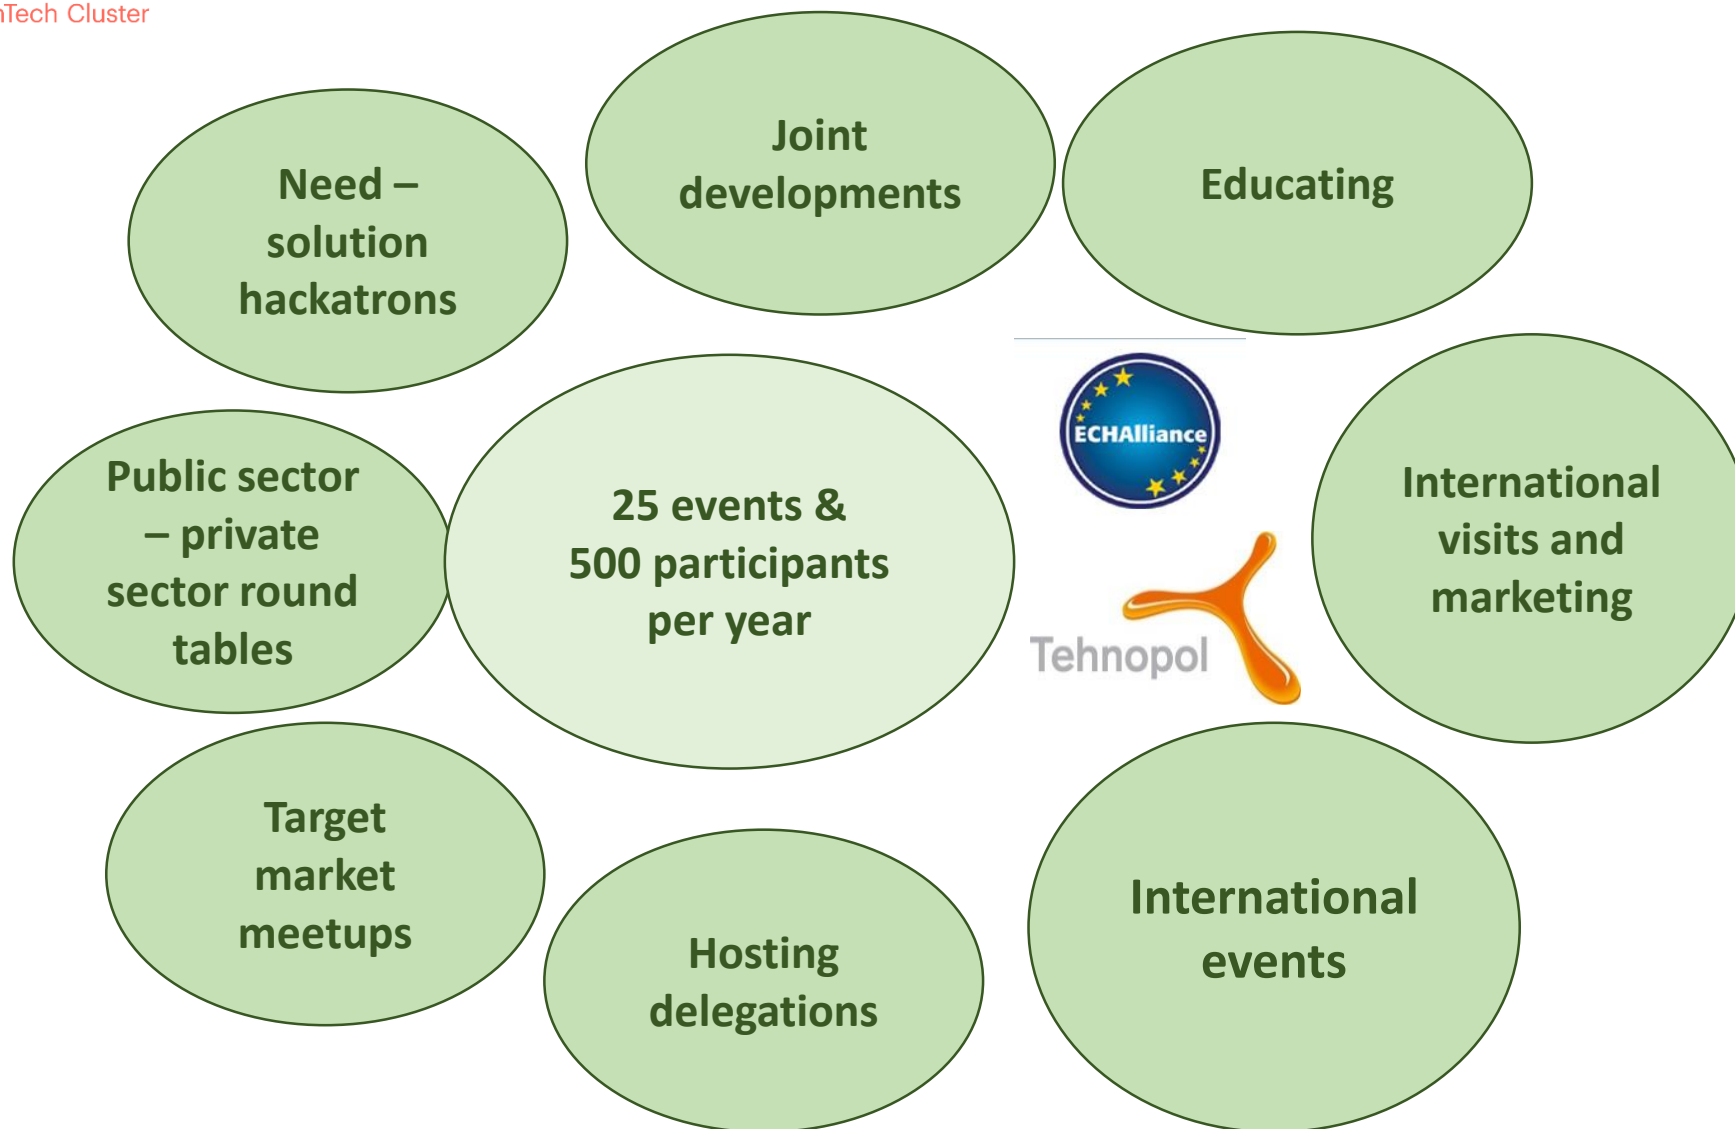 nTech Cluster
Joint
developments
Educating
Need –
solution
hackatrons
ECHAlliance
Public sector
– private
sector round
tables
25 events &
500 participants
per year
International
visits and
marketing
Tehnopol
Target
market
meetups
Hosting
delegations
International
events